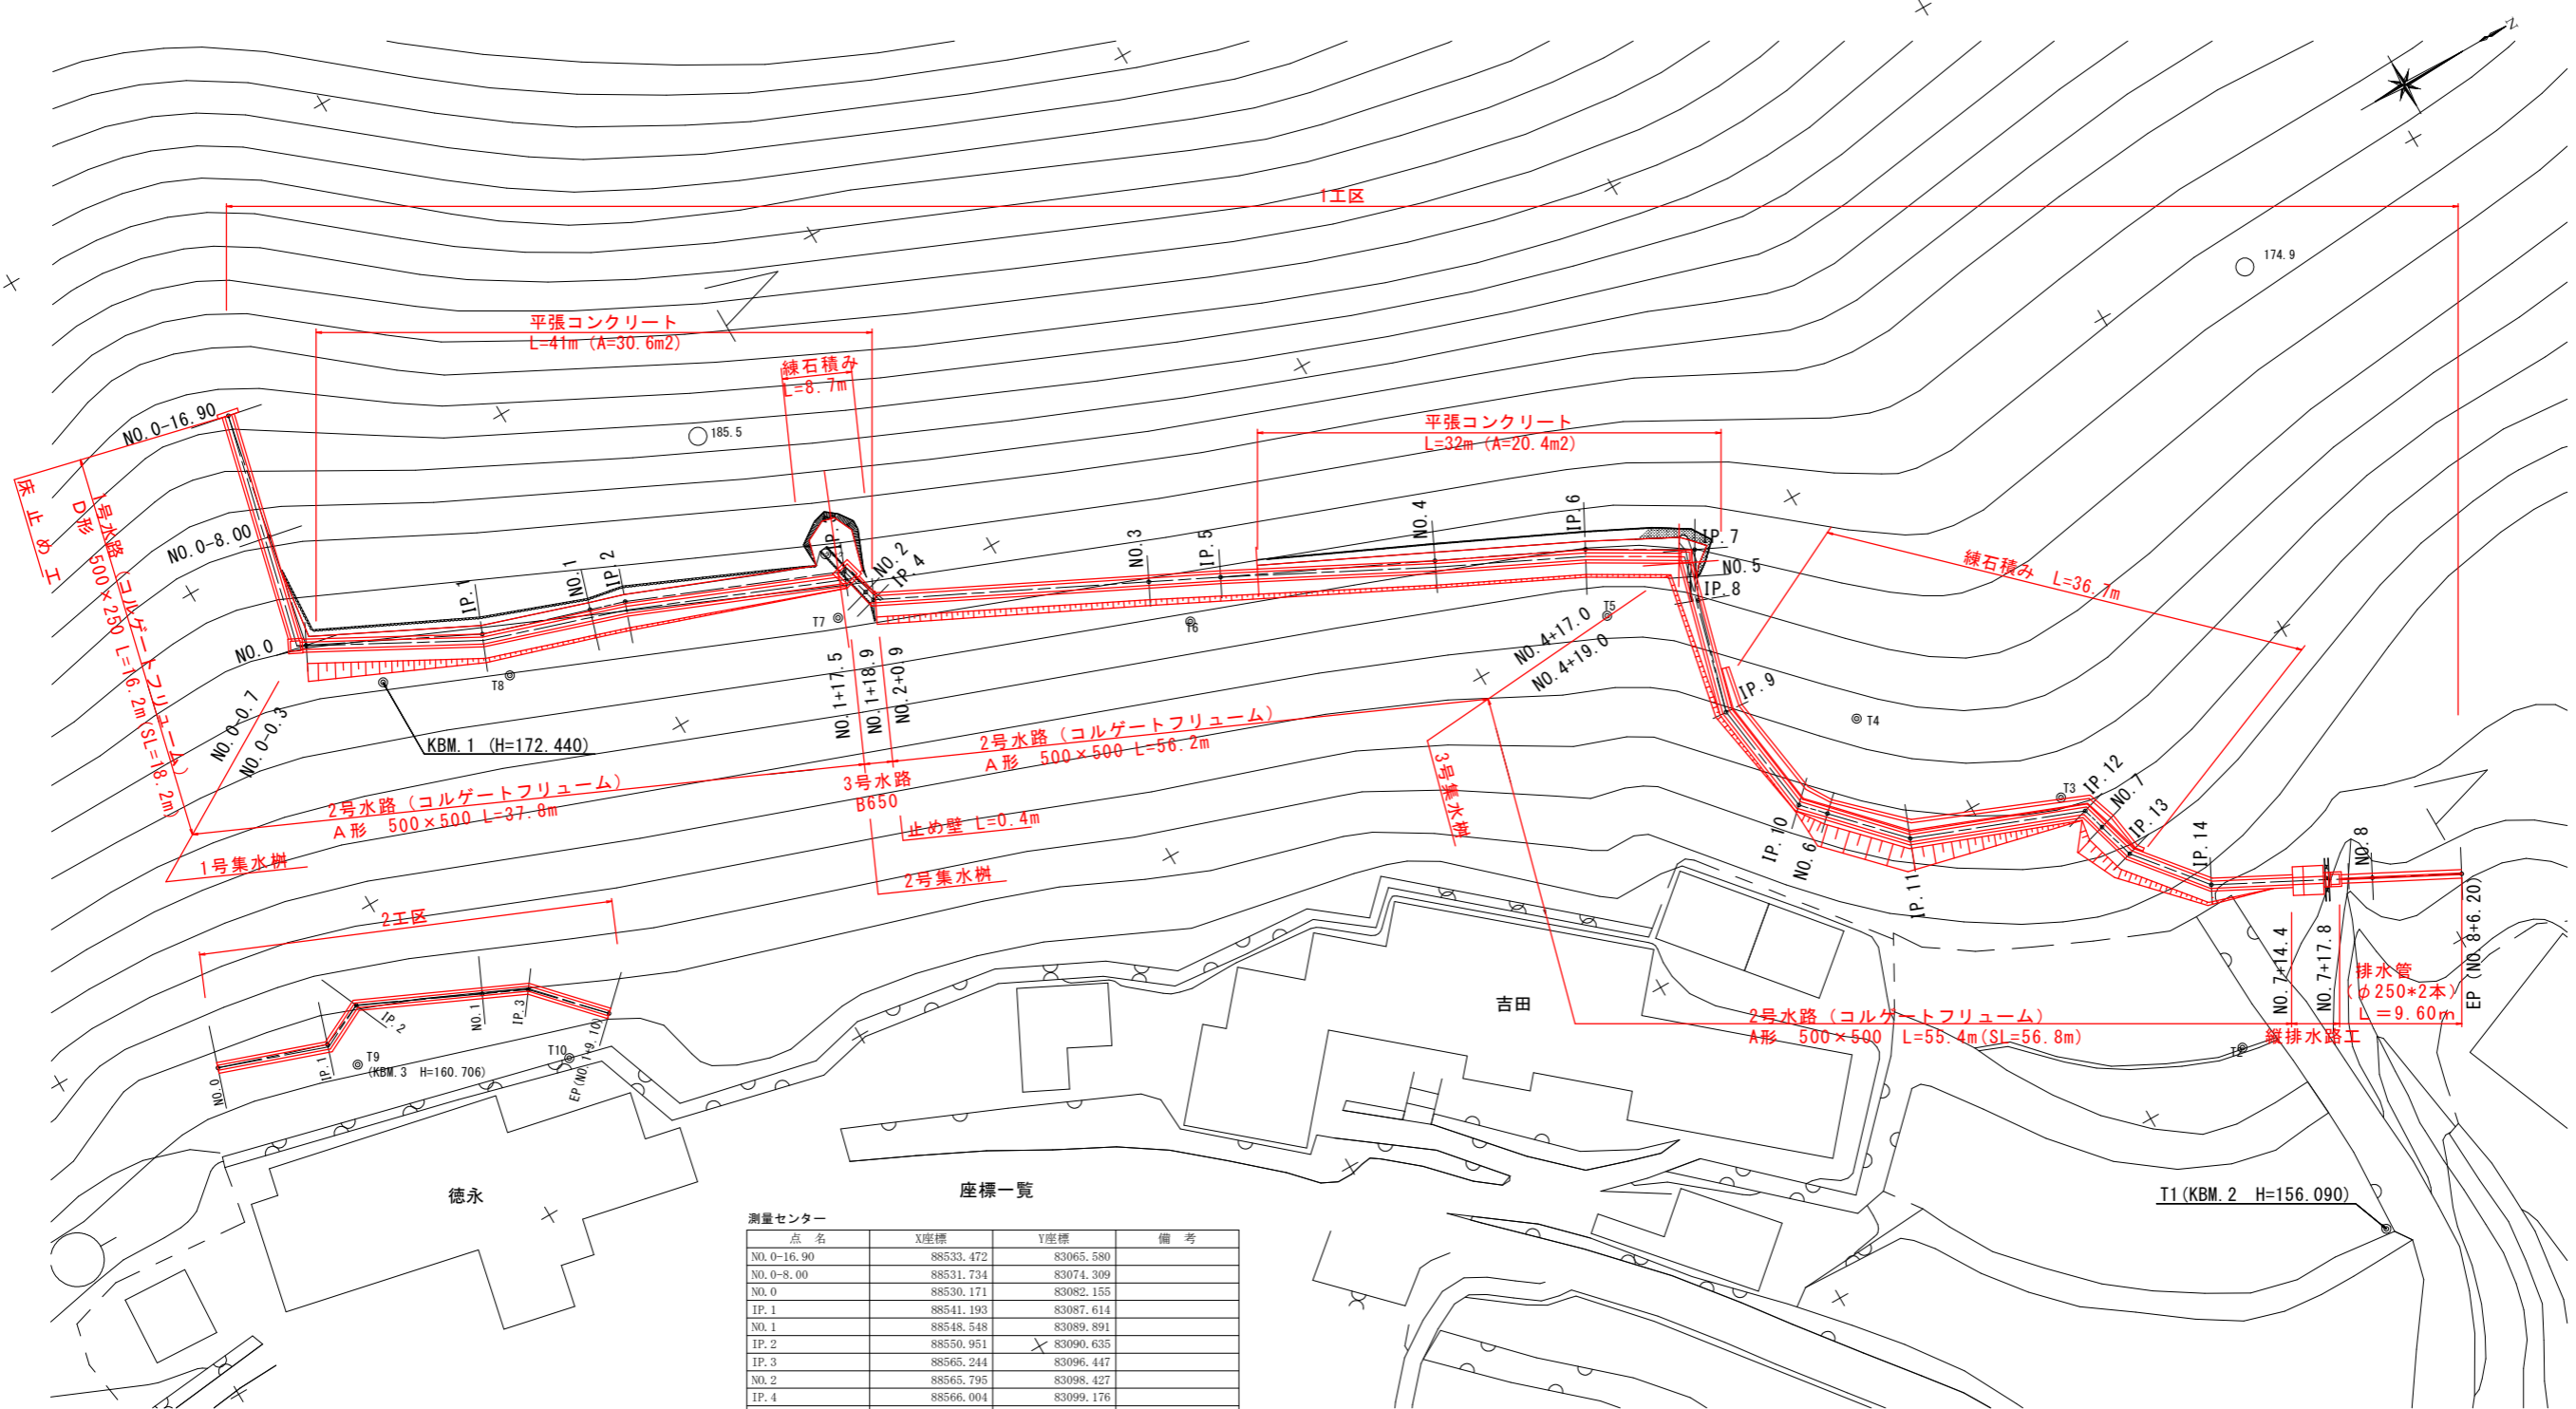 N
1工区
174.9
平張コンクリート
L=41m (A=30.6m2)
練石積み
L=8.7m
平張コンクリート
L=32m (A=20.4m2)
185.5
NO.0-16.90
NO.0-8.00
NO.0
床止め工
1号水路（コルゲートフリューム）
D形 500×250 L=16.2m(SL=18.2m)
IP.1
NO.1
IP.2
NO.2
IP.4
NO.3
IP.5
NO.4
IP.6
IP.7
NO.5
IP.8
練石積み L=36.7m
T7
T6
T5
T8
NO.4+17.0
NO.4+19.0
IP.9
T4
NO.0-0.7
NO.0-0.3
KBM.1 (H=172.440)
NO.1+17.5
NO.1+18.9
NO.2+0.9
2号水路（コルゲートフリューム）
A形 500×500 L=56.2m
2号水路（コルゲートフリューム）
A形 500×500 L=37.8m
3号水路
B650
止め壁 L=0.4m
1号集水桝
2号集水桝
3号集水桝
IP.10
NO.6
IP.11
T3
IP.12
NO.7
IP.13
IP.14
NO.8
2工区
NO.0
IP.1
IP.2
NO.1
IP.3
EP(NO.1+9.10)
T9
(KBM.3 H=160.706)
T10
吉田
2号水路（コルゲートフリューム）
A形 500×500 L=55.4m(SL=56.8m)
NO.7+14.4
NO.7+17.8
排水管
(φ250*2本)
L＝9.60m
EP (NO.8+6.20)
縦排水路工
T2
徳永
T1(KBM.2 H=156.090)
座標一覧
測量センター
点 名 X座標 Y座標 備 考
NO.0-16.90 88533.472 83065.580
NO.0-8.00 88531.734 83074.309
NO.0 88530.171 83082.155
IP.1 88541.193 83087.614
NO.1 88548.548 83089.891
IP.2 88550.951 83090.635
IP.3 88565.244 83096.447
NO.2 88565.795 83098.427
IP.4 88566.004 83099.176